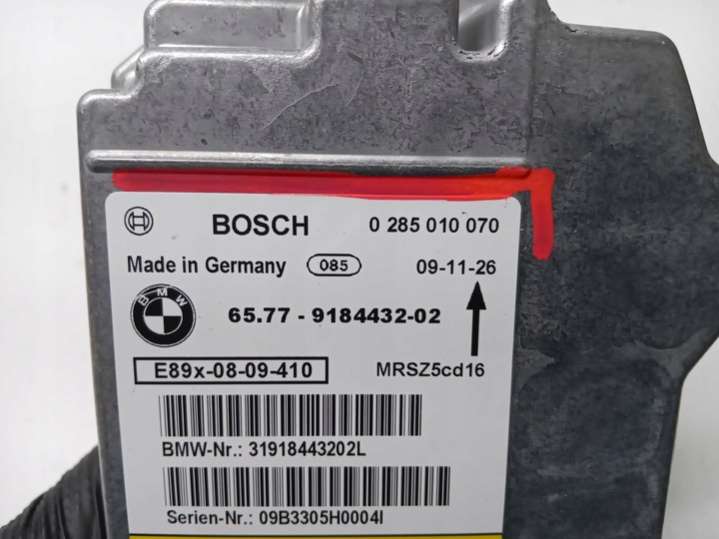 BOSCH 0 285 010 070
Made in Germany 085 09-11-26
BMW 65.77 - 9184432-02
E89x-08-09-410 MRSZ5cd16
BMW-Nr.: 31918443202L
Serien-Nr.: 09B3305H0004I